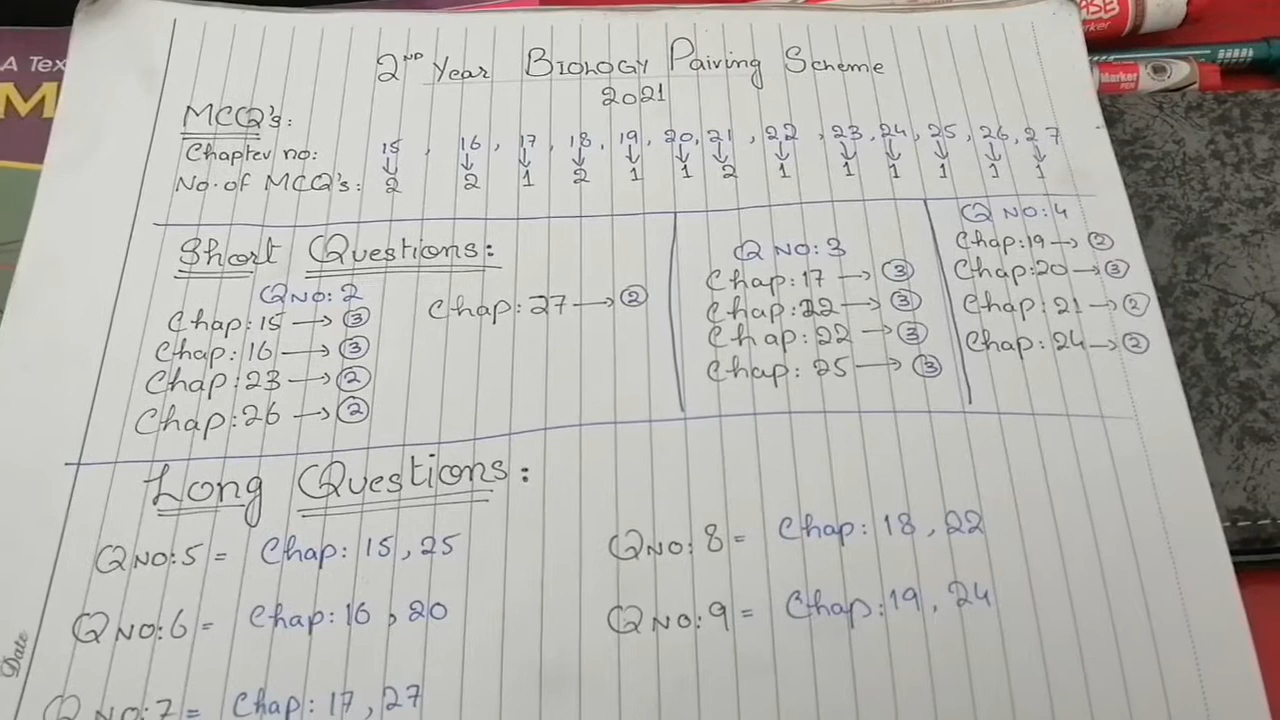 2ND Year BIOLOGY Pairing Scheme
2021
MCQ's:
Chapter no: 15, 16, 17, 18, 19, 20, 21, 22, 23, 24, 25, 26, 27
↓ ↓ ↓ ↓ ↓ ↓ ↓ ↓ ↓ ↓ ↓ ↓ ↓
No. of MCQ's: 2 2 1 2 1 1 2 1 1 1 1 1 1
Short Questions:
Q NO: 2
Chap: 15 → 3
Chap: 16 → 3
Chap: 23 → 2
Chap: 26 → 2
Chap: 27 → 2
Q NO: 3
Chap: 17 → 3
Chap: 22 → 3
Chap: 22 → 3
Chap: 25 → 3
Q NO: 4
Chap: 19 → 2
Chap: 20 → 3
Chap: 21 → 2
Chap: 24 → 2
Long Questions:
Q NO: 5 = Chap: 15, 25
Q NO: 6 = Chap: 16, 20
Q NO: 7 = Chap: 17, 27
Q NO: 8 = Chap: 18, 22
Q NO: 9 = Chap: 19, 24
Date
A Tex
M
ASE
rker
Marker